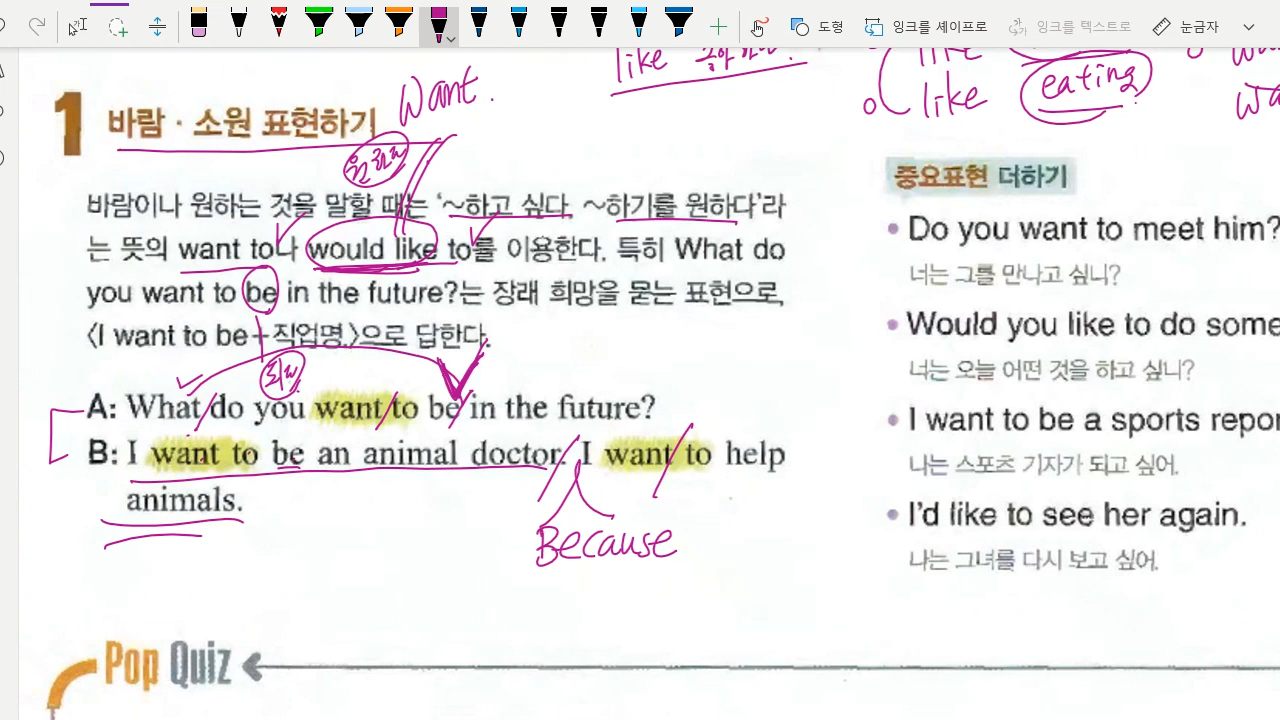 도형
잉크를 셰이프로
잉크를 텍스트로
눈금자
like 좋아하다.
like
like
eating
want.
1 바람·소원 표현하기
원하다
바람이나 원하는 것을 말할 때는 '~하고 싶다, ~하기를 원하다'라
는 뜻의 want to나 would like to를 이용한다. 특히 What do
you want to be in the future?는 장래 희망을 묻는 표현으로,
〈I want to be+직업명.〉으로 답한다.
되다.
A: What do you want to be in the future?
B: I want to be an animal doctor. I want to help
animals.
Because
중요표현 더하기
• Do you want to meet him?
너는 그를 만나고 싶니?
• Would you like to do some
너는 오늘 어떤 것을 하고 싶니?
• I want to be a sports repor
나는 스포츠 기자가 되고 싶어.
• I'd like to see her again.
나는 그녀를 다시 보고 싶어.
Pop Quiz